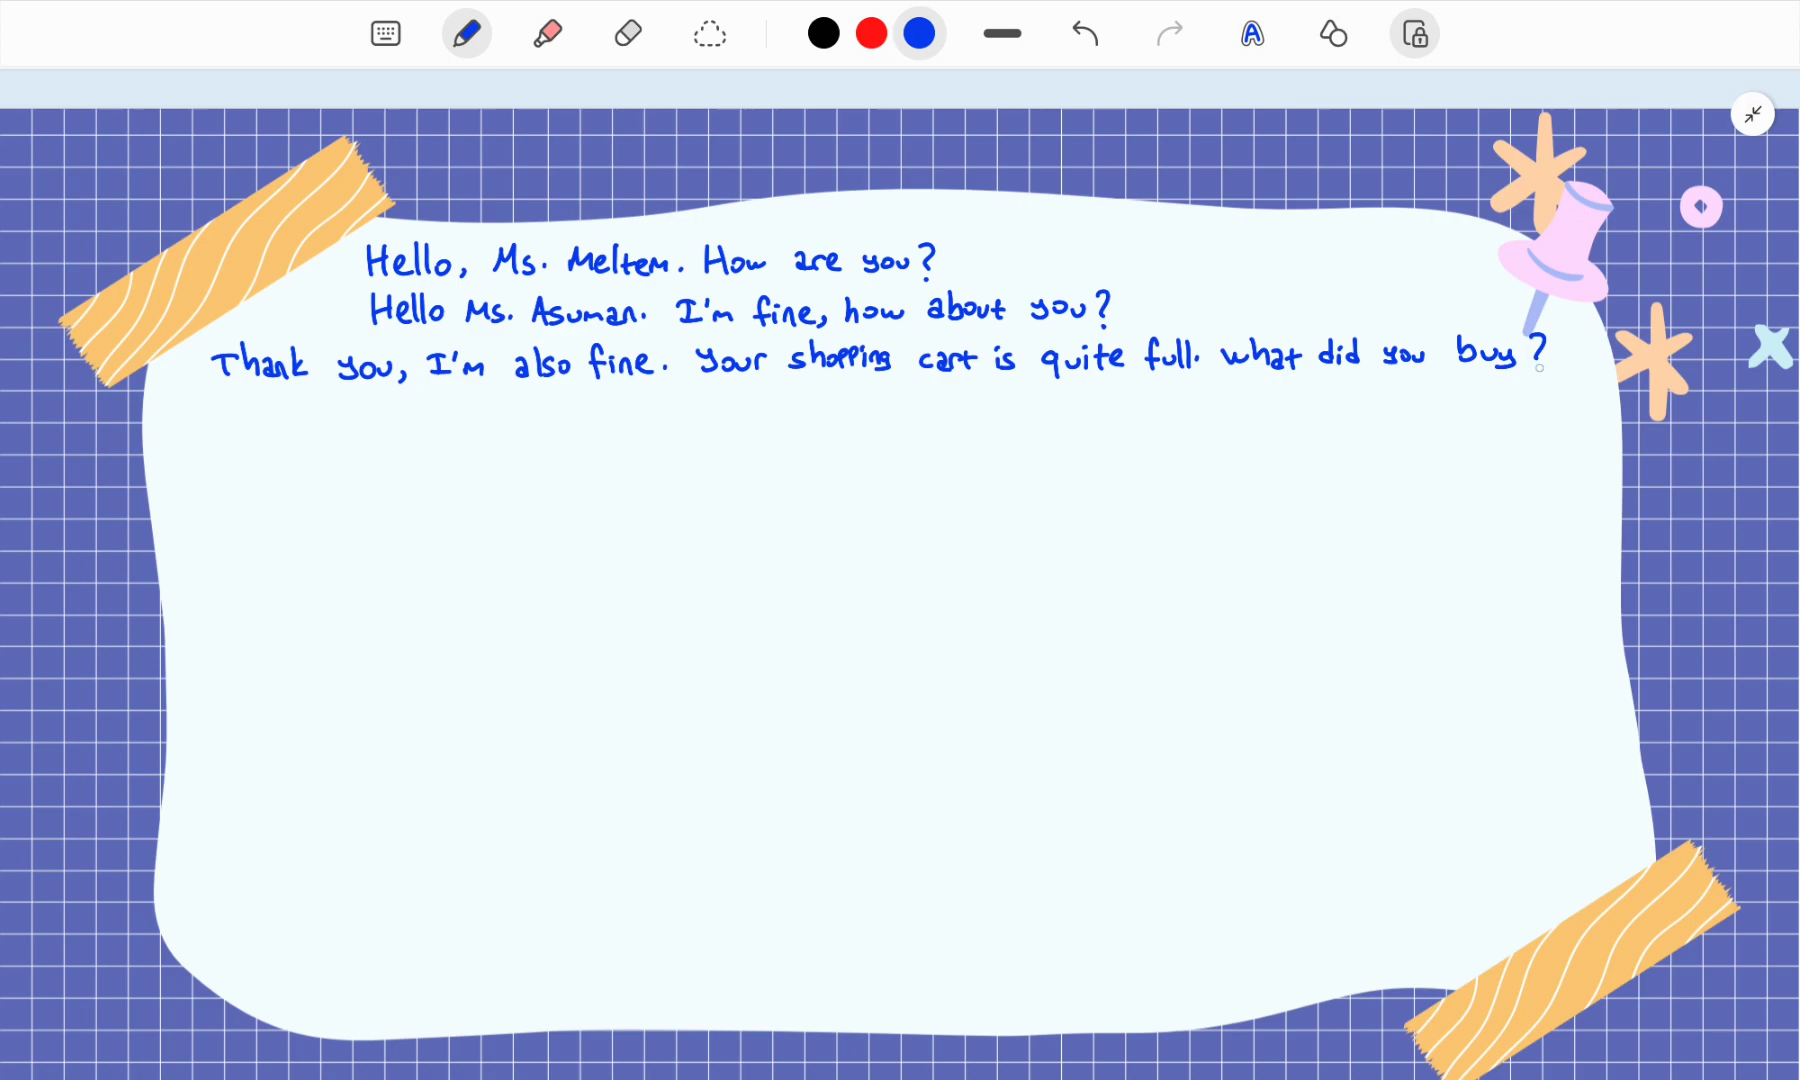 Hello, Ms. Meltem. How are you?
Hello Ms. Asuman. I'm fine, how about you?
Thank you, I'm also fine. Your shopping cart is quite full. what did you buy?